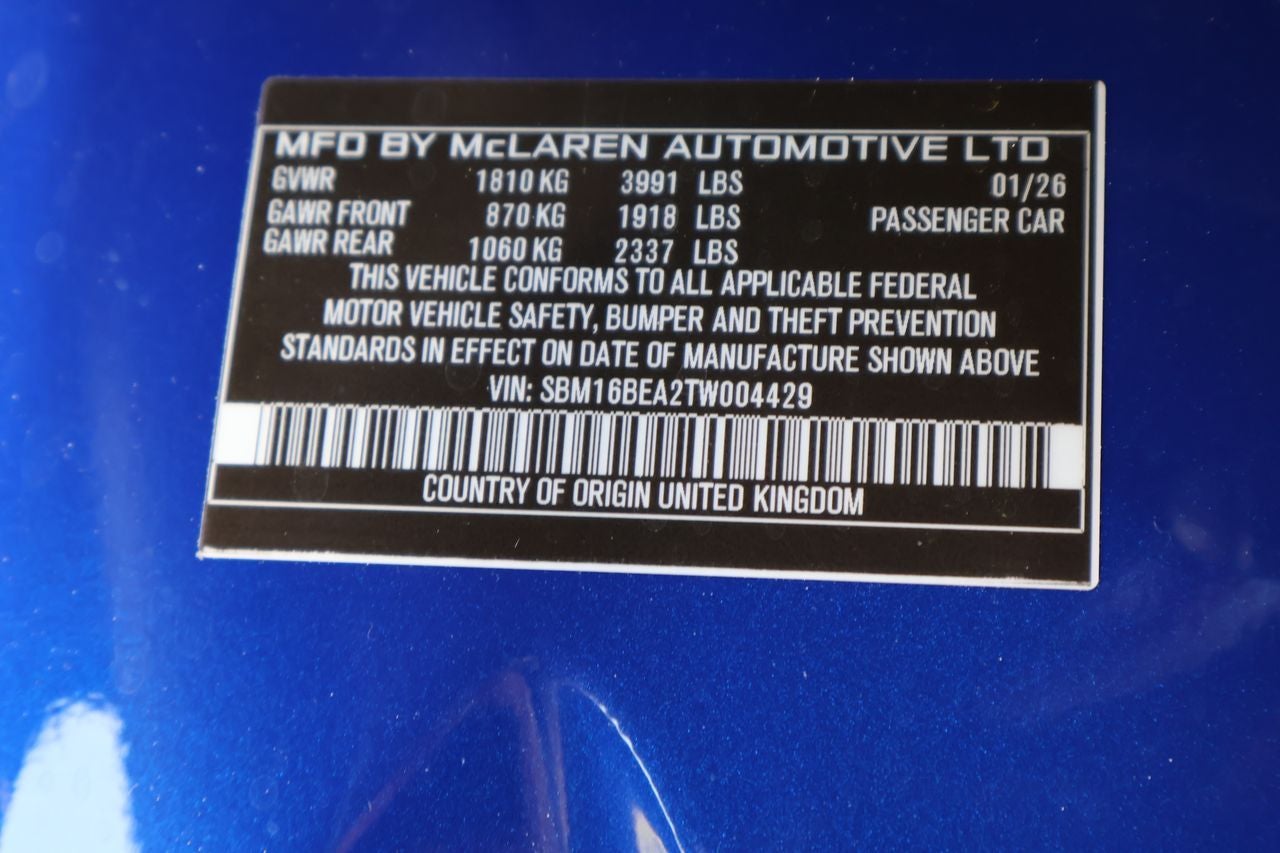 MFD BY McLAREN AUTOMOTIVE LTD
GVWR 1810 KG 3991 LBS 01/26
GAWR FRONT 870 KG 1918 LBS PASSENGER CAR
GAWR REAR 1060 KG 2337 LBS
THIS VEHICLE CONFORMS TO ALL APPLICABLE FEDERAL
MOTOR VEHICLE SAFETY, BUMPER AND THEFT PREVENTION
STANDARDS IN EFFECT ON DATE OF MANUFACTURE SHOWN ABOVE
VIN: SBM16BEA2TW004429
COUNTRY OF ORIGIN UNITED KINGDOM